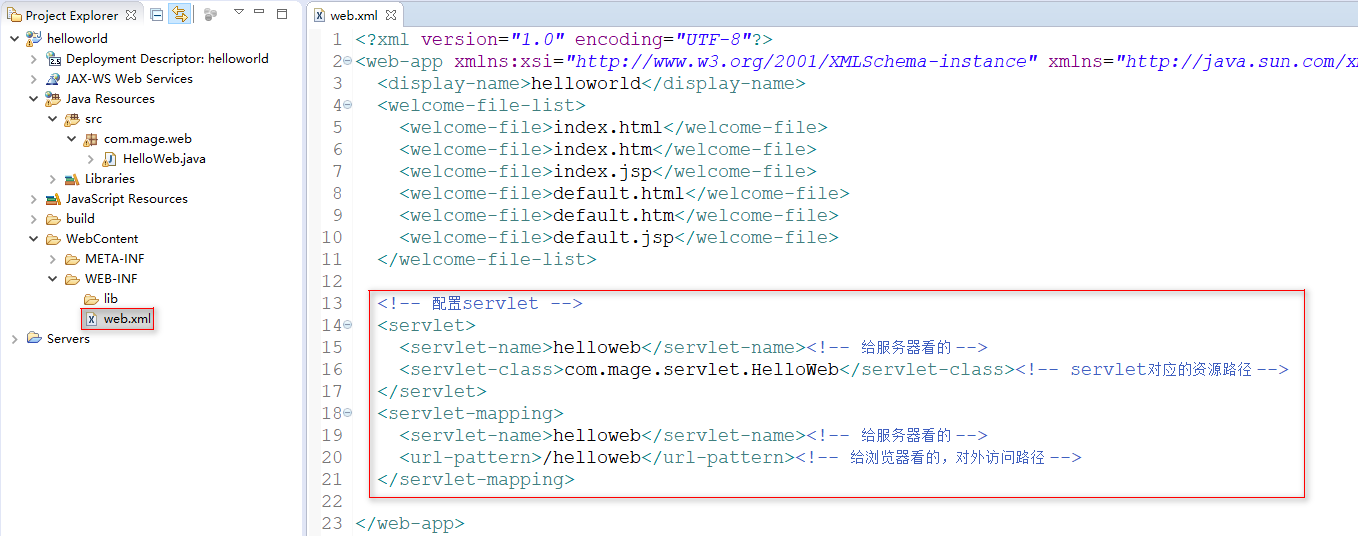 Project Explorer
helloworld
Deployment Descriptor: helloworld
JAX-WS Web Services
Java Resources
src
com.mage.web
HelloWeb.java
Libraries
JavaScript Resources
build
WebContent
META-INF
WEB-INF
lib
web.xml
Servers
web.xml
1 <?xml version="1.0" encoding="UTF-8"?>
2 <web-app xmlns:xsi="http://www.w3.org/2001/XMLSchema-instance" xmlns="http://java.sun.com/x
3 <display-name>helloworld</display-name>
4 <welcome-file-list>
5 <welcome-file>index.html</welcome-file>
6 <welcome-file>index.htm</welcome-file>
7 <welcome-file>index.jsp</welcome-file>
8 <welcome-file>default.html</welcome-file>
9 <welcome-file>default.htm</welcome-file>
10 <welcome-file>default.jsp</welcome-file>
11 </welcome-file-list>
12
13 <!-- 配置servlet -->
14 <servlet>
15 <servlet-name>helloweb</servlet-name><!-- 给服务器看的 -->
16 <servlet-class>com.mage.servlet.HelloWeb</servlet-class><!-- servlet对应的资源路径 -->
17 </servlet>
18 <servlet-mapping>
19 <servlet-name>helloweb</servlet-name><!-- 给服务器看的 -->
20 <url-pattern>/helloweb</url-pattern><!-- 给浏览器看的，对外访问路径 -->
21 </servlet-mapping>
22
23 </web-app>